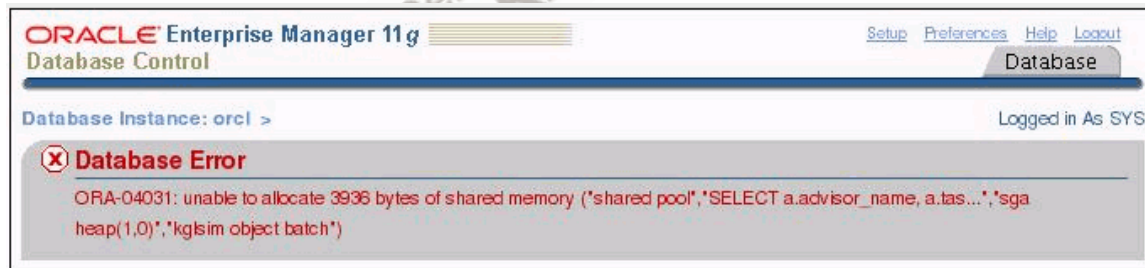 ORACLE Enterprise Manager 11g
Database Control
Setup Preferences Help Logout
Database
Database Instance: orcl >
Logged in As SYS
Database Error
ORA-04031: unable to allocate 3936 bytes of shared memory ("shared pool","SELECT a.advisor_name, a.tas...","sga
heap(1,0)","kglsim object batch")